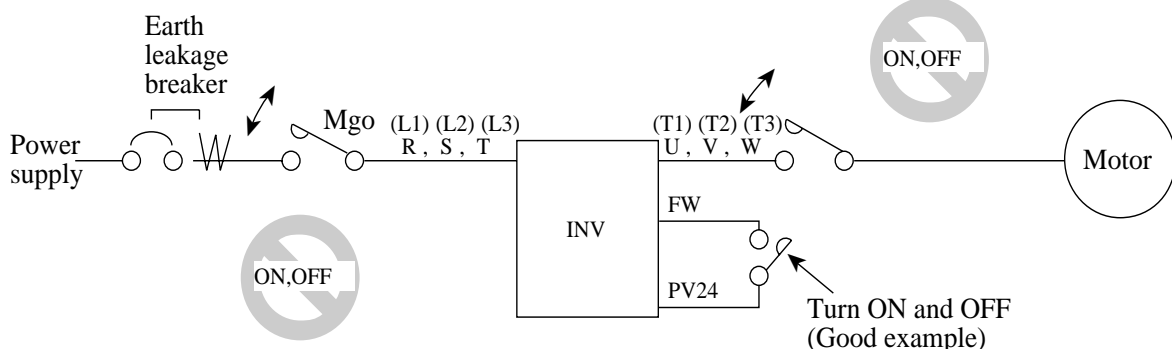 Earth
leakage
breaker
ON,OFF
Mgo
(L1) (L2) (L3)
R , S , T
(T1) (T2) (T3)
U , V , W
Power
supply
Motor
FW
INV
ON,OFF
PV24
Turn ON and OFF
(Good example)